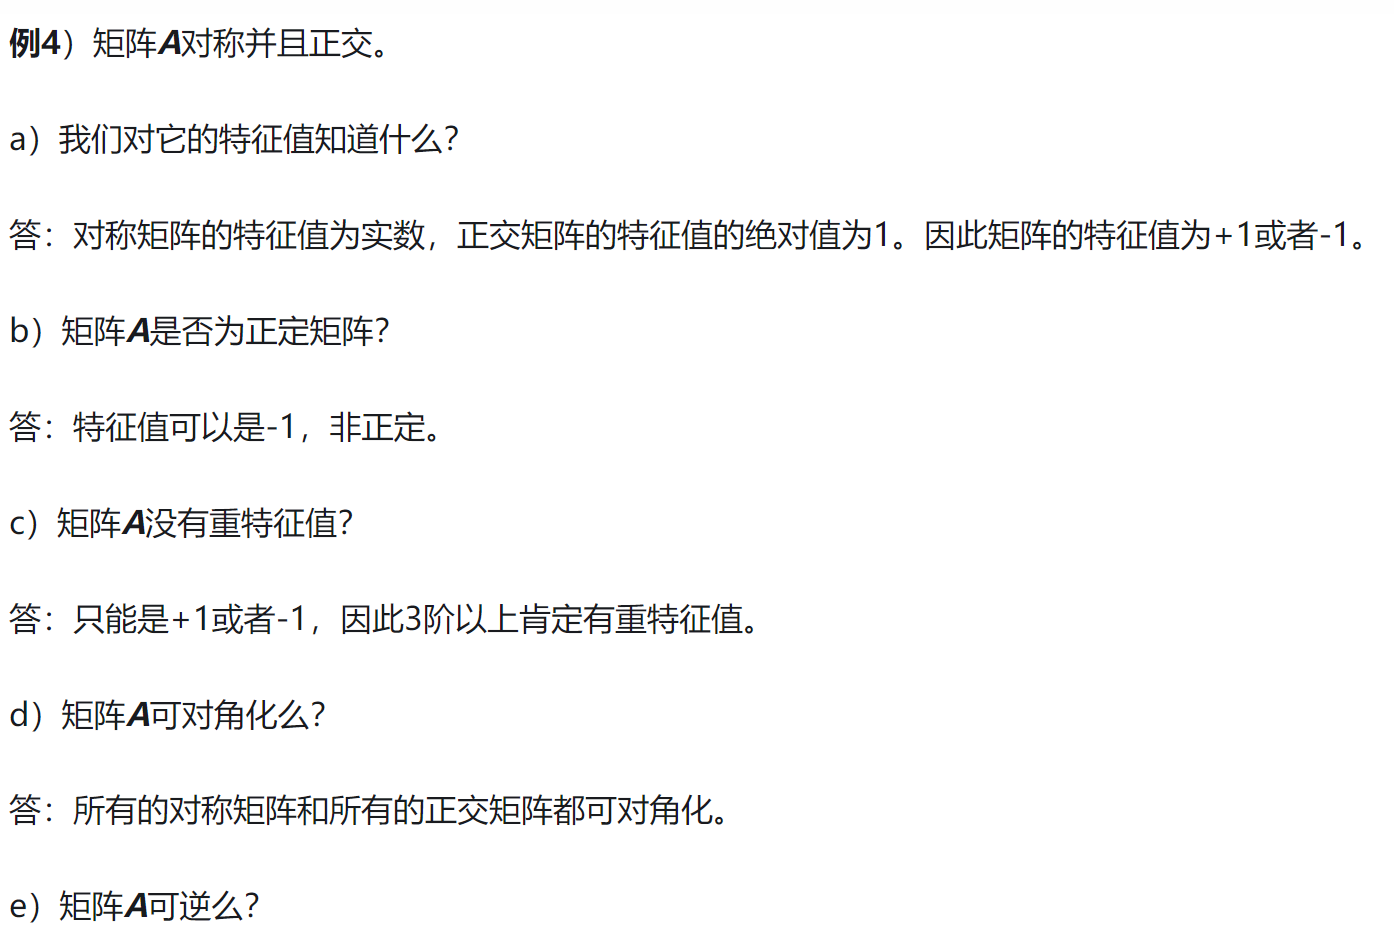 例4）矩阵A对称并且正交。
a）我们对它的特征值知道什么？
答：对称矩阵的特征值为实数，正交矩阵的特征值的绝对值为1。因此矩阵的特征值为+1或者-1。
b）矩阵A是否为正定矩阵？
答：特征值可以是-1，非正定。
c）矩阵A没有重特征值？
答：只能是+1或者-1，因此3阶以上肯定有重特征值。
d）矩阵A可对角化么？
答：所有的对称矩阵和所有的正交矩阵都可对角化。
e）矩阵A可逆么？